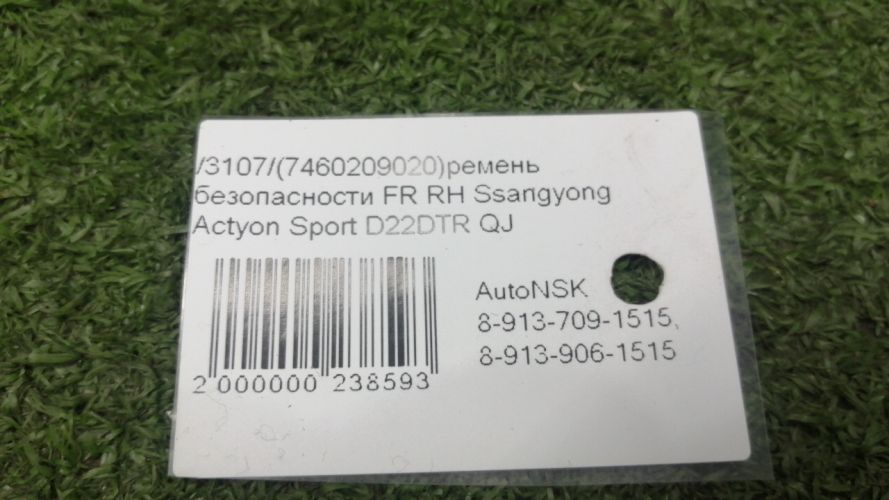 /3107/(7460209020)ремень
безопасности FR RH Ssangyong
Actyon Sport D22DTR QJ
AutoNSK
8-913-709-1515,
8-913-906-1515
2 000000 238593